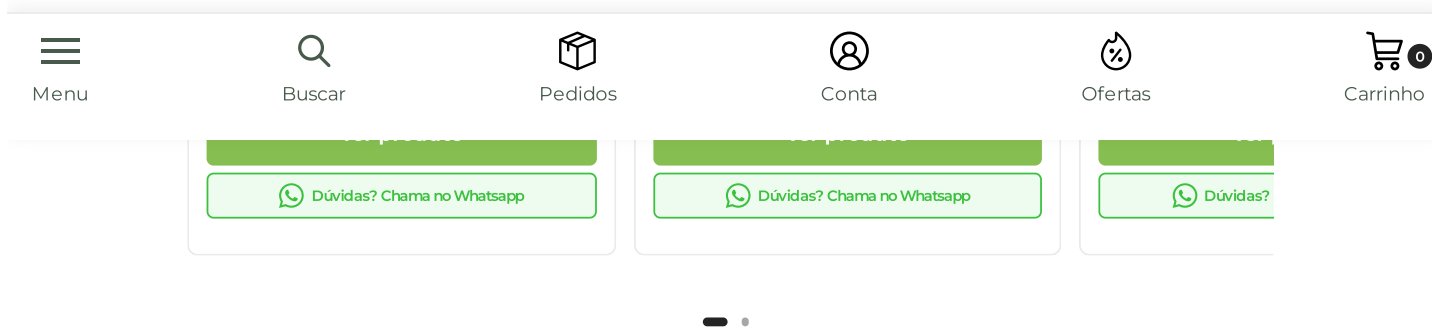 Menu
Buscar
Pedidos
Conta
Ofertas
0
Carrinho
Dúvidas? Chama no Whatsapp
Dúvidas? Chama no Whatsapp
Dúvidas?